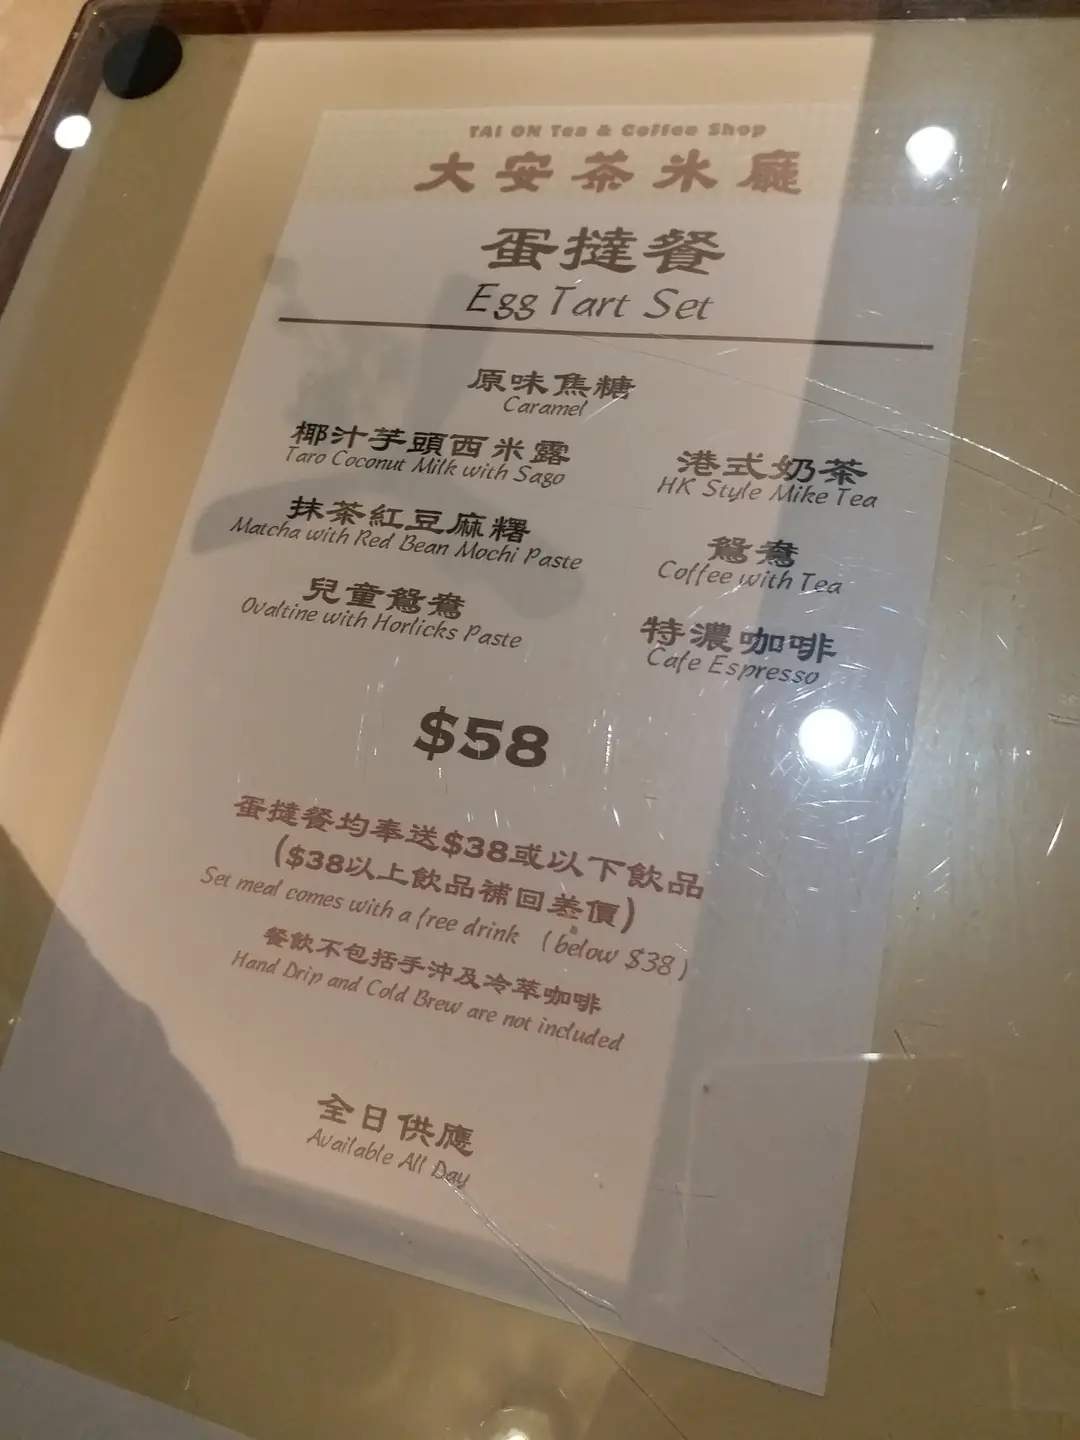 TAI ON Tea & Coffee Shop
大安茶氷廳
蛋撻餐
Egg Tart Set
原味焦糖
Caramel
椰汁芋頭西米露
Taro Coconut Milk with Sago
抹茶紅豆麻糬
Matcha with Red Bean Mochi Paste
兒童鴛鴦
Ovaltine with Horlicks Paste
港式奶茶
HK Style Mike Tea
鴛鴦
Coffee with Tea
特濃咖啡
Cafe Espresso
$58
蛋撻餐均奉送$38或以下飲品
($38以上飲品補回差價)
Set meal comes with a free drink (below $38)
餐飲不包括手沖及冷萃咖啡
Hand Drip and Cold Brew are not included
全日供應
Available All Day